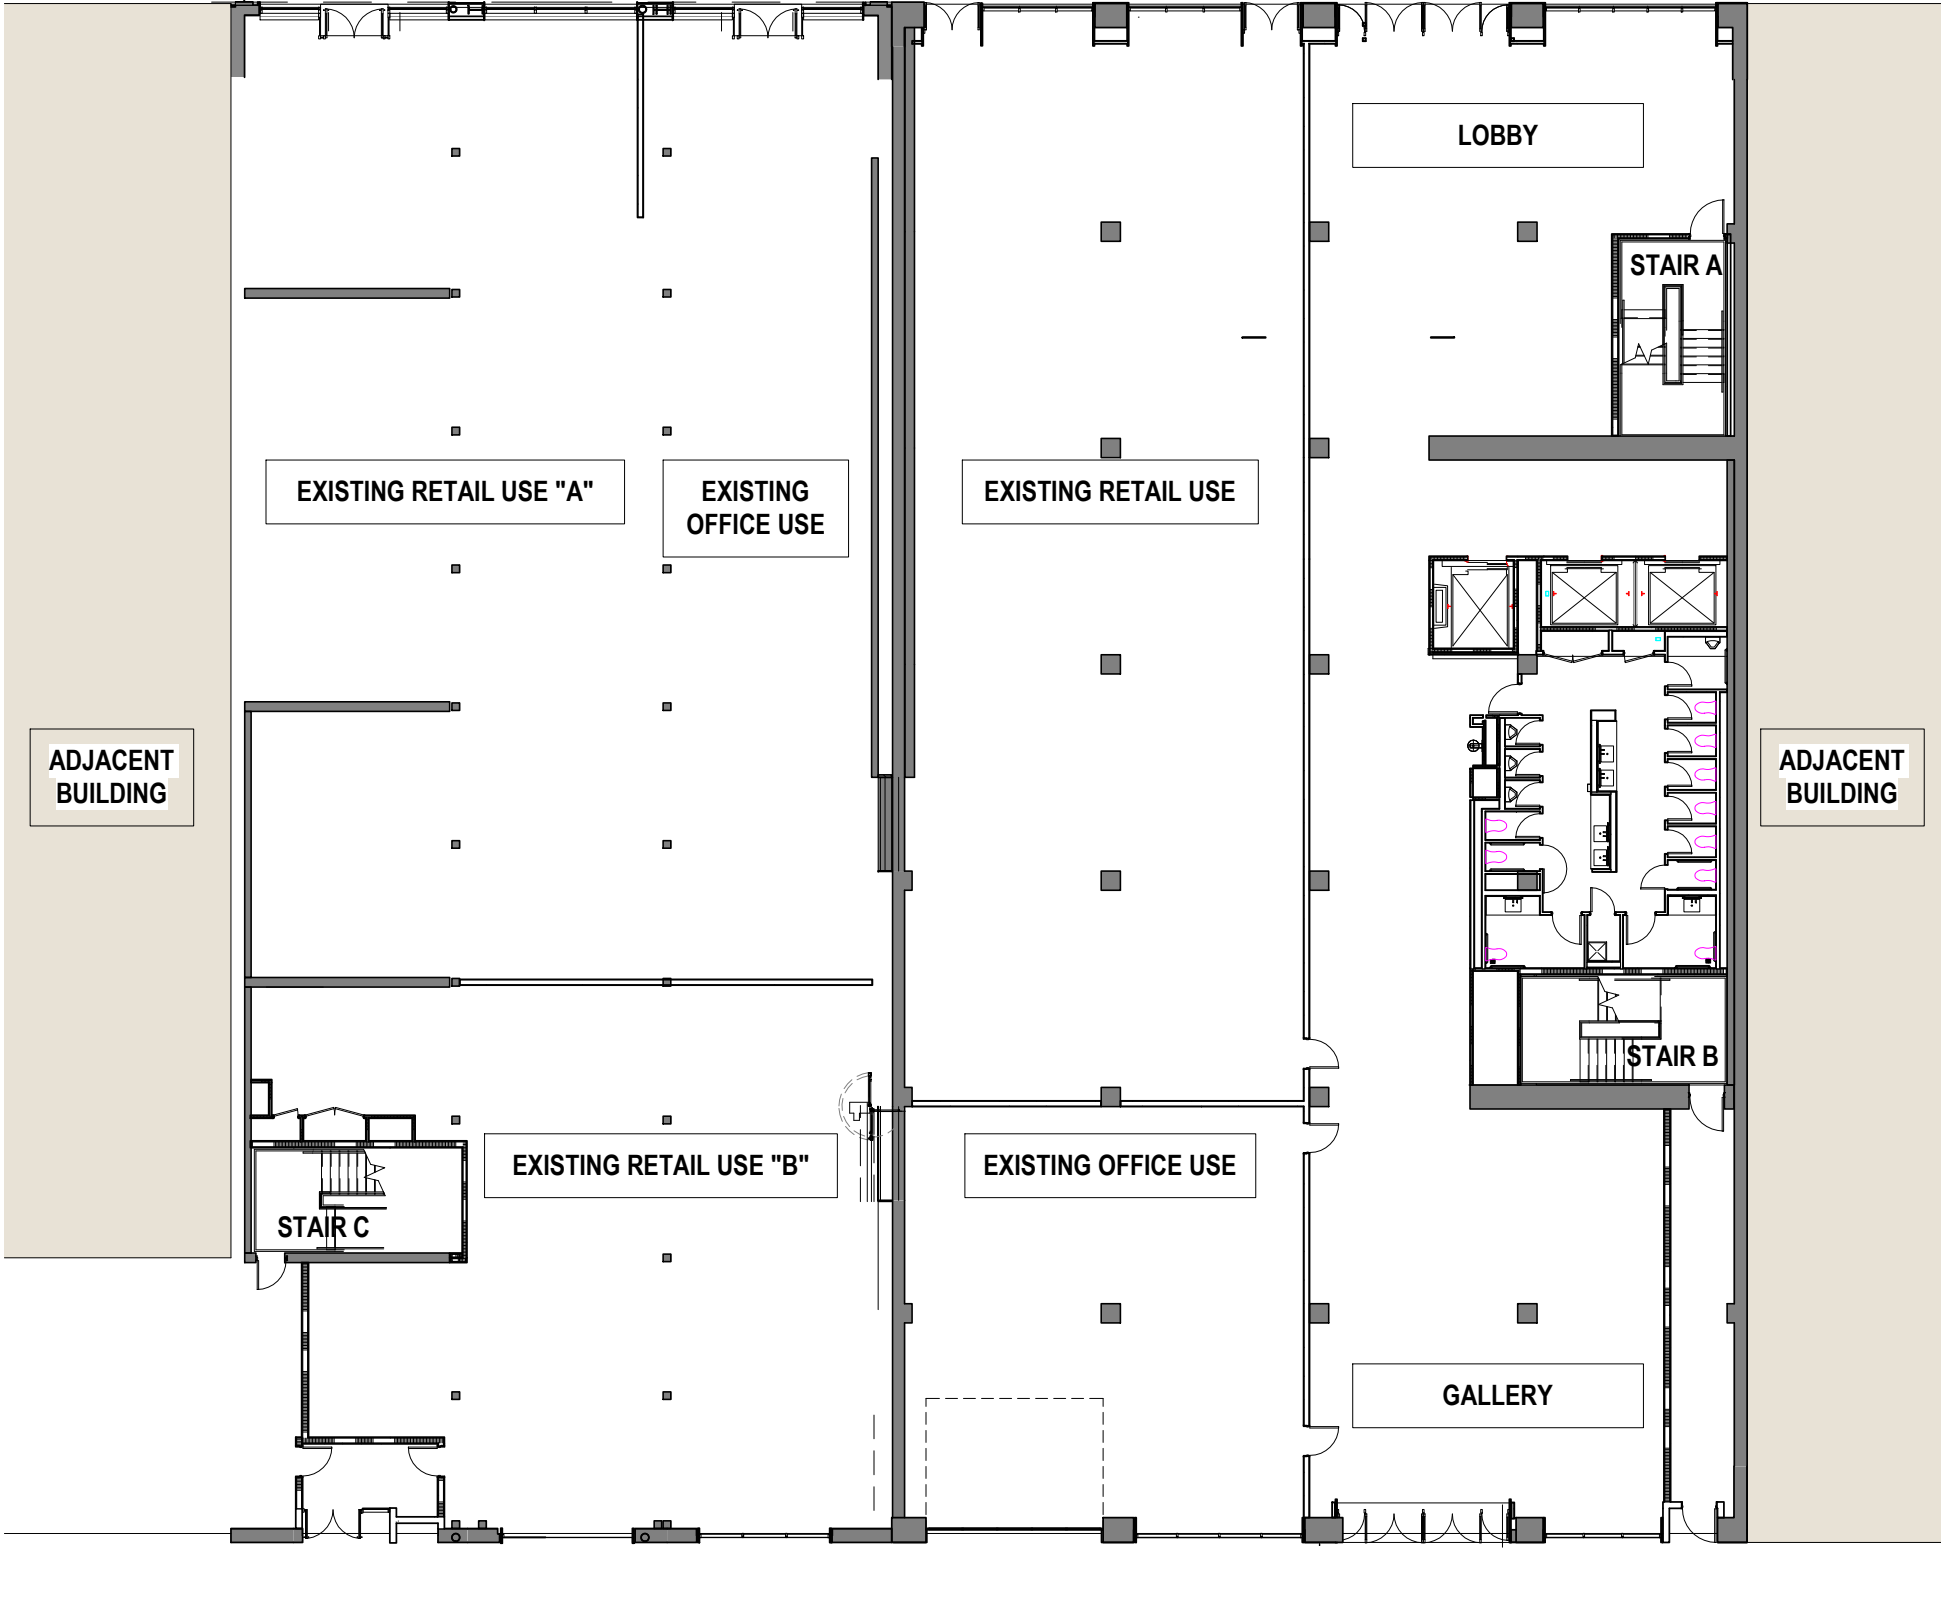 LOBBY
STAIR A
EXISTING RETAIL USE "A"
EXISTING
OFFICE USE
EXISTING RETAIL USE
ADJACENT
BUILDING
ADJACENT
BUILDING
STAIR B
EXISTING RETAIL USE "B"
EXISTING OFFICE USE
STAIR C
GALLERY